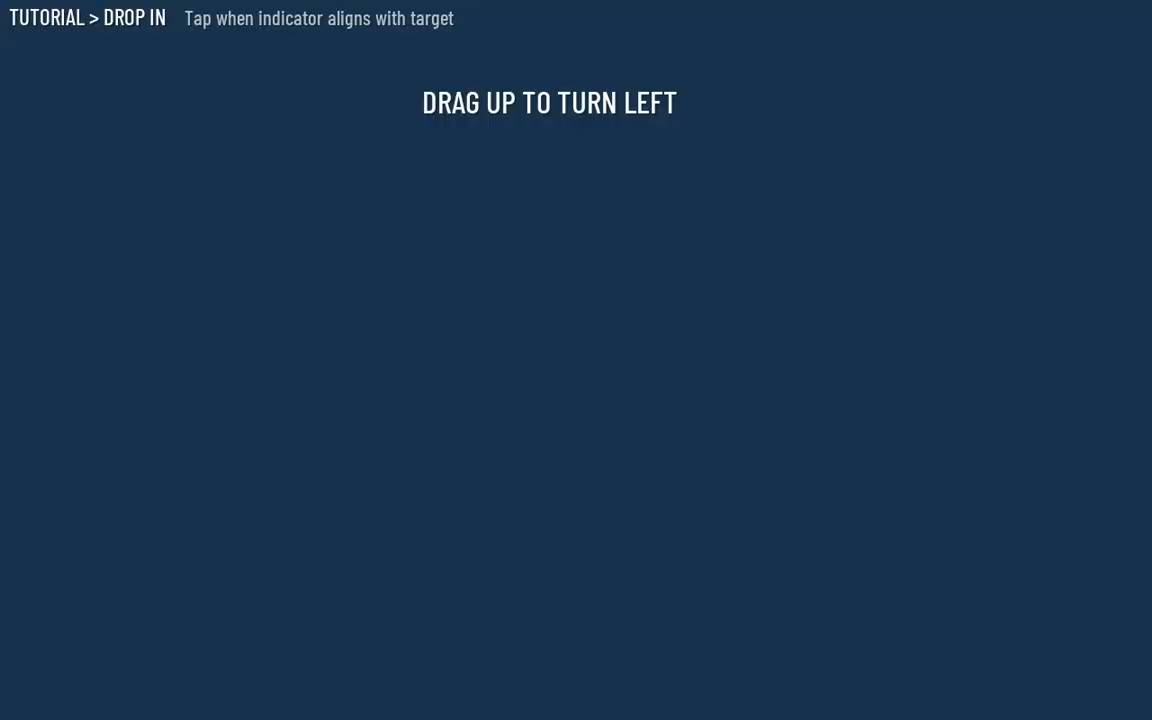 TUTORIAL > DROP IN Tap when indicator aligns with target
DRAG UP TO TURN LEFT